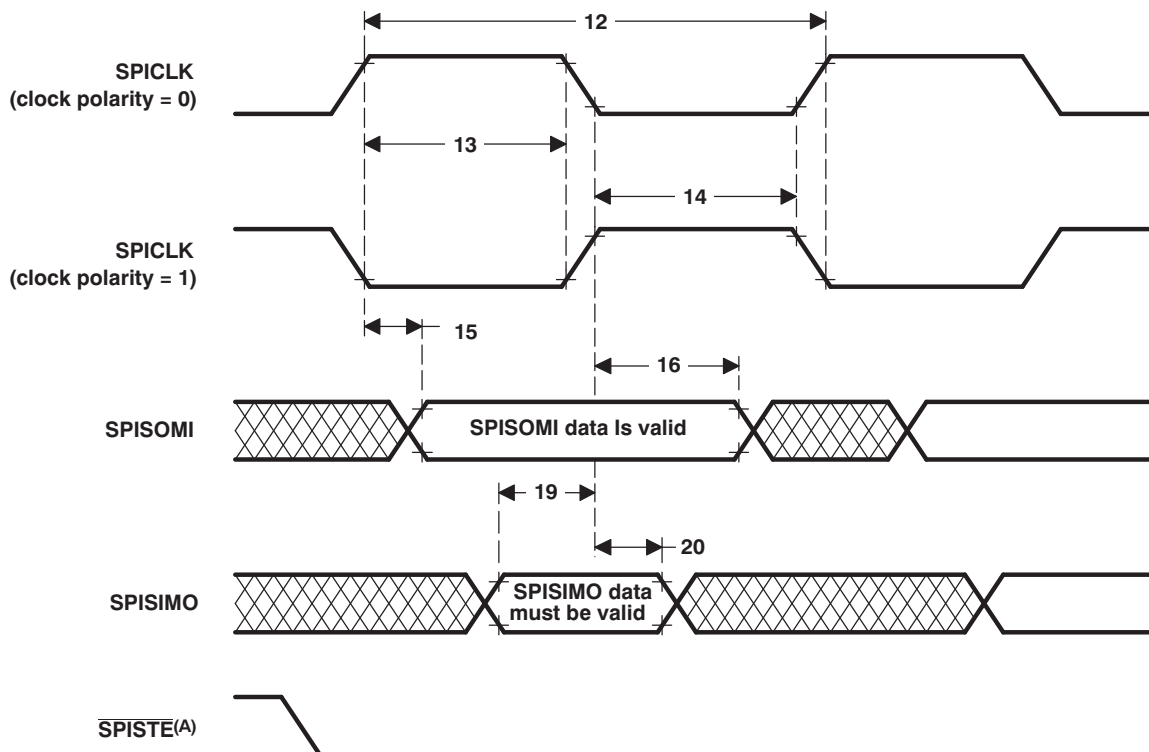 12
SPICLK
(clock polarity = 0)
13
14
SPICLK
(clock polarity = 1)
15
16
SPISOMI
SPISOMI data Is valid
19
20
SPISIMO
SPISIMO data
must be valid
SPISTE(A)